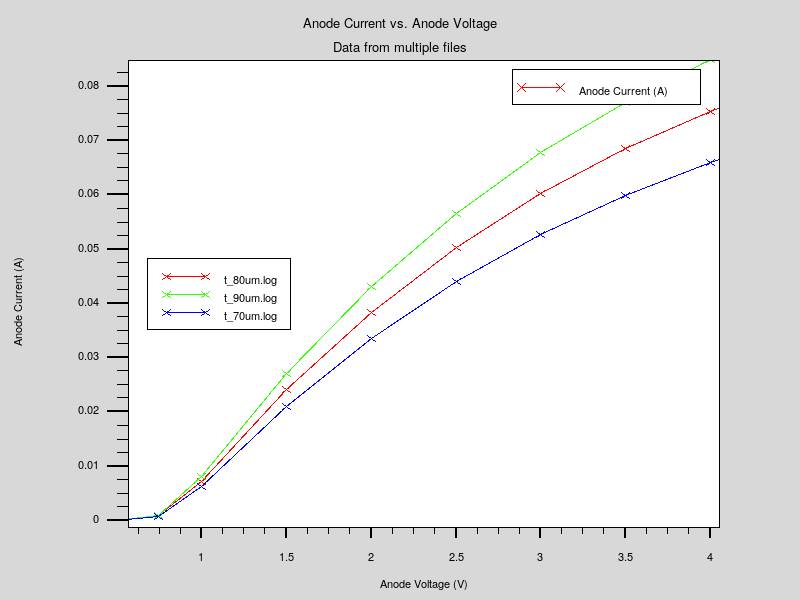 Anode Current vs. Anode Voltage
Data from multiple files
Anode Current (A)
0.08
0.07
0.06
0.05
0.04
0.03
0.02
0.01
0
Anode Current (A)
t_80um.log
t_90um.log
t_70um.log
1 1.5 2 2.5 3 3.5 4
Anode Voltage (V)